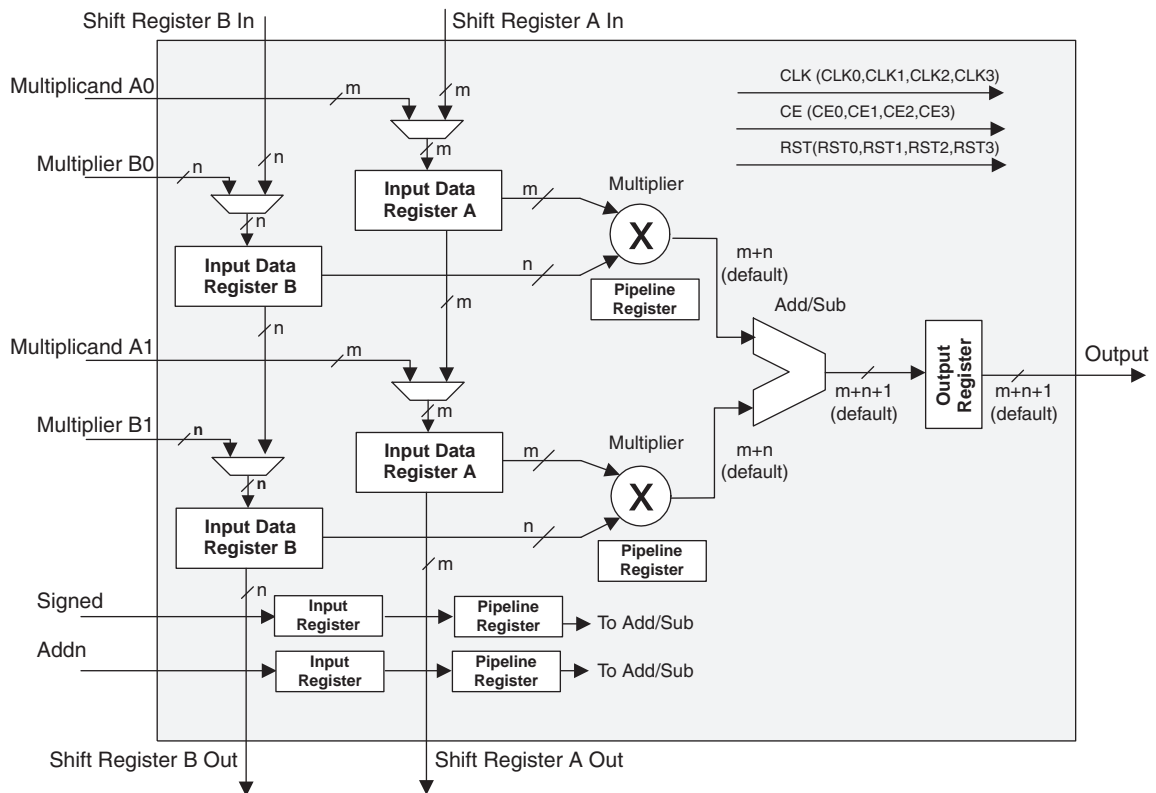 Shift Register B In
Shift Register A In
Multiplicand A0
m
m
CLK (CLK0,CLK1,CLK2,CLK3)
CE (CE0,CE1,CE2,CE3)
RST(RST0,RST1,RST2,RST3)
m
Multiplier B0
n
n
n
Input Data
Register A
m
Multiplier
X
m+n
(default)
Input Data
Register B
n
Pipeline
Register
m
n
Add/Sub
Multiplicand A1
m
m
m+n+1
(default)
Output
Register
m+n+1
(default)
Output
Multiplier B1
n
n
Input Data
Register A
m
Multiplier
X
m+n
(default)
Input Data
Register B
n
Pipeline
Register
m
n
Signed
Input
Register
Pipeline
Register
To Add/Sub
Addn
Input
Register
Pipeline
Register
To Add/Sub
Shift Register B Out
Shift Register A Out